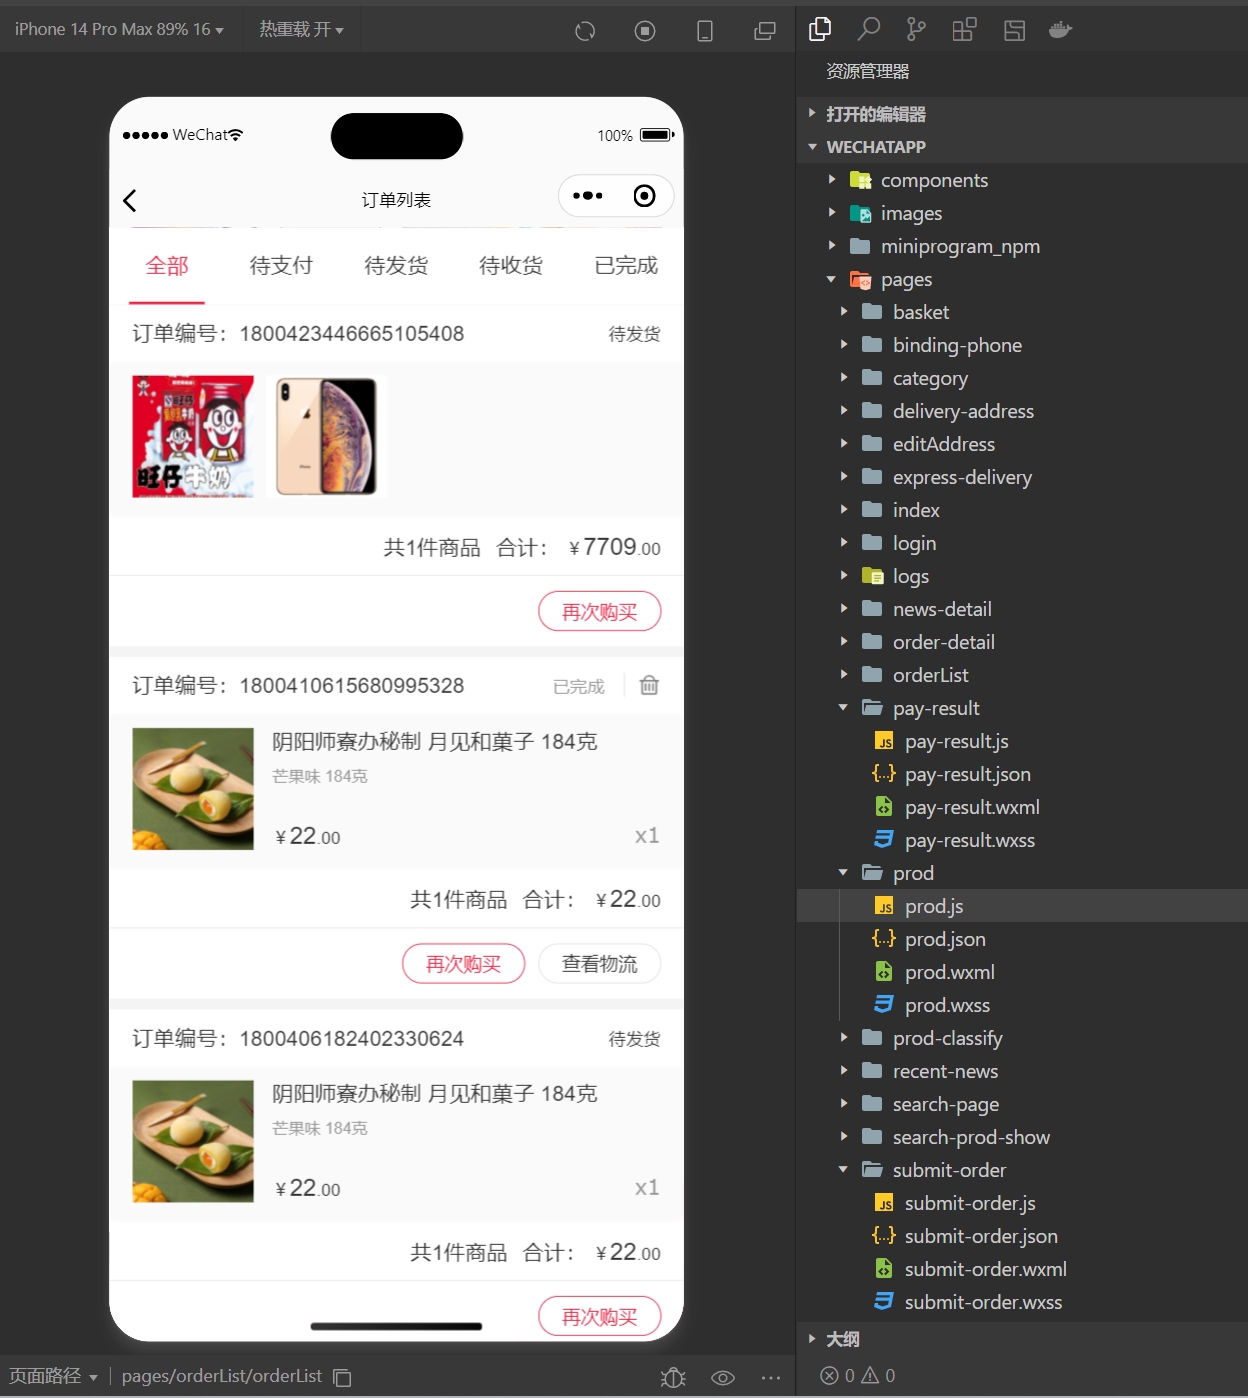 iPhone 14 Pro Max 89% 16
热重载 开
WeChat
100%
订单列表
全部
待支付
待发货
待收货
已完成
订单编号：1800423446665105408
待发货
旺仔牛奶
共1件商品 合计：
¥7709.00
再次购买
订单编号：1800410615680995328
已完成
阴阳师寮办秘制 月见和菓子 184克
芒果味 184克
¥22.00
x1
共1件商品 合计：
¥22.00
再次购买
查看物流
订单编号：1800406182402330624
待发货
阴阳师寮办秘制 月见和菓子 184克
芒果味 184克
¥22.00
x1
共1件商品 合计：
¥22.00
再次购买
页面路径
pages/orderList/orderList
资源管理器
打开的编辑器
WECHATAPP
components
images
miniprogram_npm
pages
basket
binding-phone
category
delivery-address
editAddress
express-delivery
index
login
logs
news-detail
order-detail
orderList
pay-result
JS pay-result.js
{..} pay-result.json
pay-result.wxml
pay-result.wxss
prod
JS prod.js
{..} prod.json
prod.wxml
prod.wxss
prod-classify
recent-news
search-page
search-prod-show
submit-order
JS submit-order.js
{..} submit-order.json
submit-order.wxml
submit-order.wxss
大纲
0
0